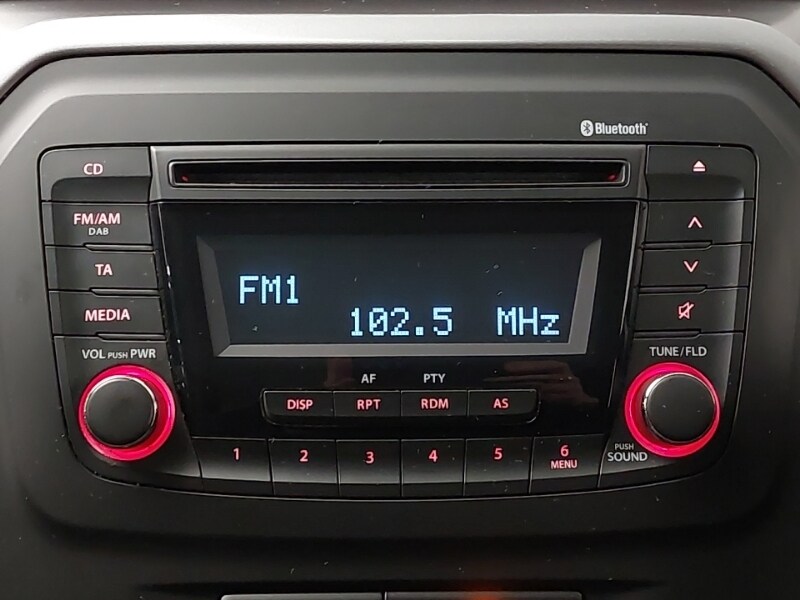 Bluetooth
CD
FM/AM
DAB
TA
MEDIA
FM1
102.5 MHz
VOL PUSH PWR
TUNE/FLD
AF PTY
DISP RPT RDM AS
1 2 3 4 5 6
MENU
PUSH
SOUND